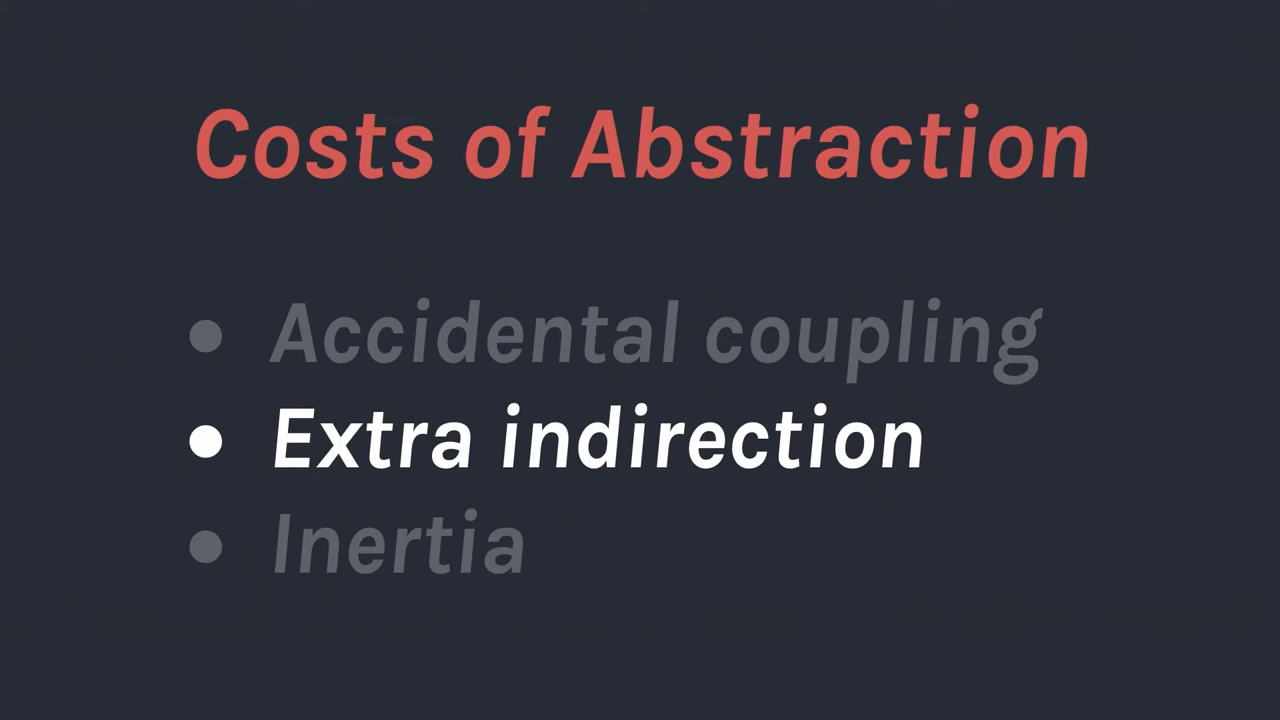 Costs of Abstraction
● Accidental coupling
● Extra indirection
● Inertia